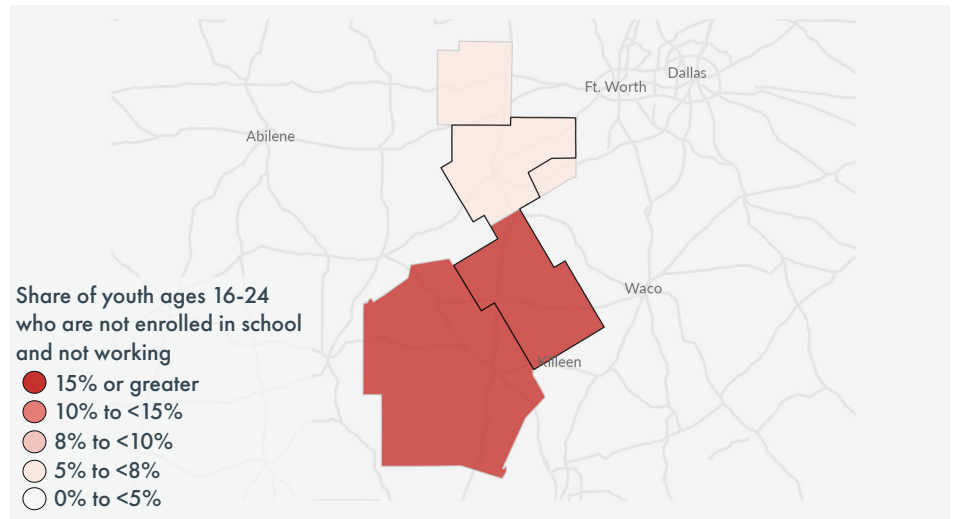 Dallas
Ft. Worth
Abilene
Waco
Killeen
Share of youth ages 16-24
who are not enrolled in school
and not working
15% or greater
10% to <15%
8% to <10%
5% to <8%
0% to <5%